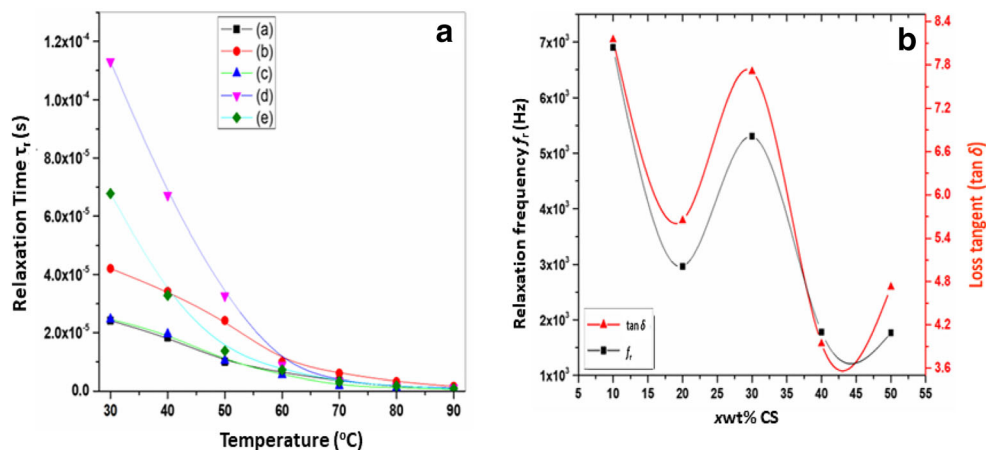 a
Relaxation Time τr (s)
1.2x10⁻⁴
1.0x10⁻⁴
8.0x10⁻⁵
6.0x10⁻⁵
4.0x10⁻⁵
2.0x10⁻⁵
0.0
(a)
(b)
(c)
(d)
(e)
30 40 50 60 70 80 90
Temperature (°C)
b
Relaxation frequency fr (Hz)
7x10³
6x10³
5x10³
4x10³
3x10³
2x10³
1x10³
tan δ
fr
5 10 15 20 25 30 35 40 45 50 55
xwt% CS
8.4
7.8
7.2
6.6
6.0
5.4
4.8
4.2
3.6
Loss tangent (tan δ)